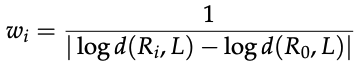 w_i = \frac{1}{| \log d(R_i, L) - \log d(R_0, L) |}